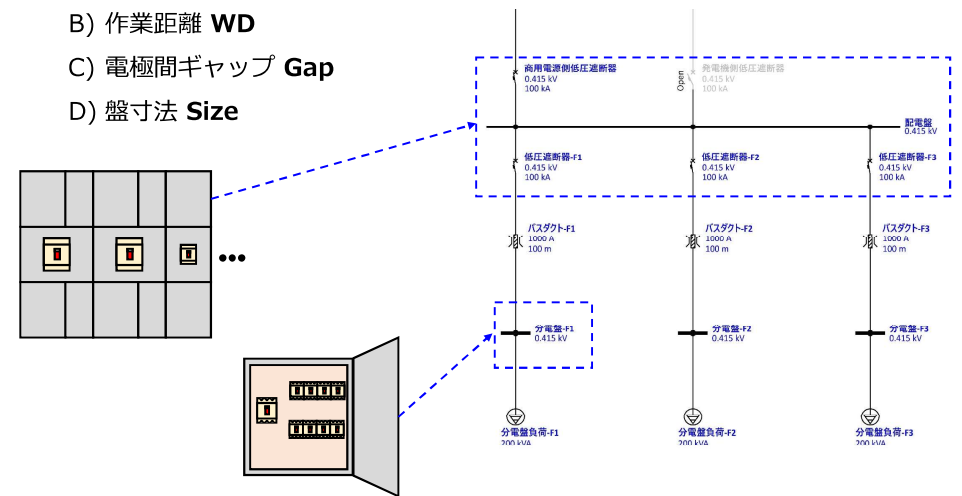 B) 作業距離 WD
C) 電極間ギャップ Gap
D) 盤寸法 Size
商用電源側低圧遮断器
0.415 kV
100 kA
Open
発電機側低圧遮断器
0.415 kV
100 kA
配電盤
0.415 kV
低圧遮断器-F1
0.415 kV
100 kA
低圧遮断器-F2
0.415 kV
100 kA
低圧遮断器-F3
0.415 kV
100 kA
バスダクト-F1
1000 A
100 m
バスダクト-F2
1000 A
100 m
バスダクト-F3
1000 A
100 m
•••
分電盤-F1
0.415 kV
分電盤-F2
0.415 kV
分電盤-F3
0.415 kV
分電盤負荷-F1
200 kVA
分電盤負荷-F2
200 kVA
分電盤負荷-F3
200 kVA